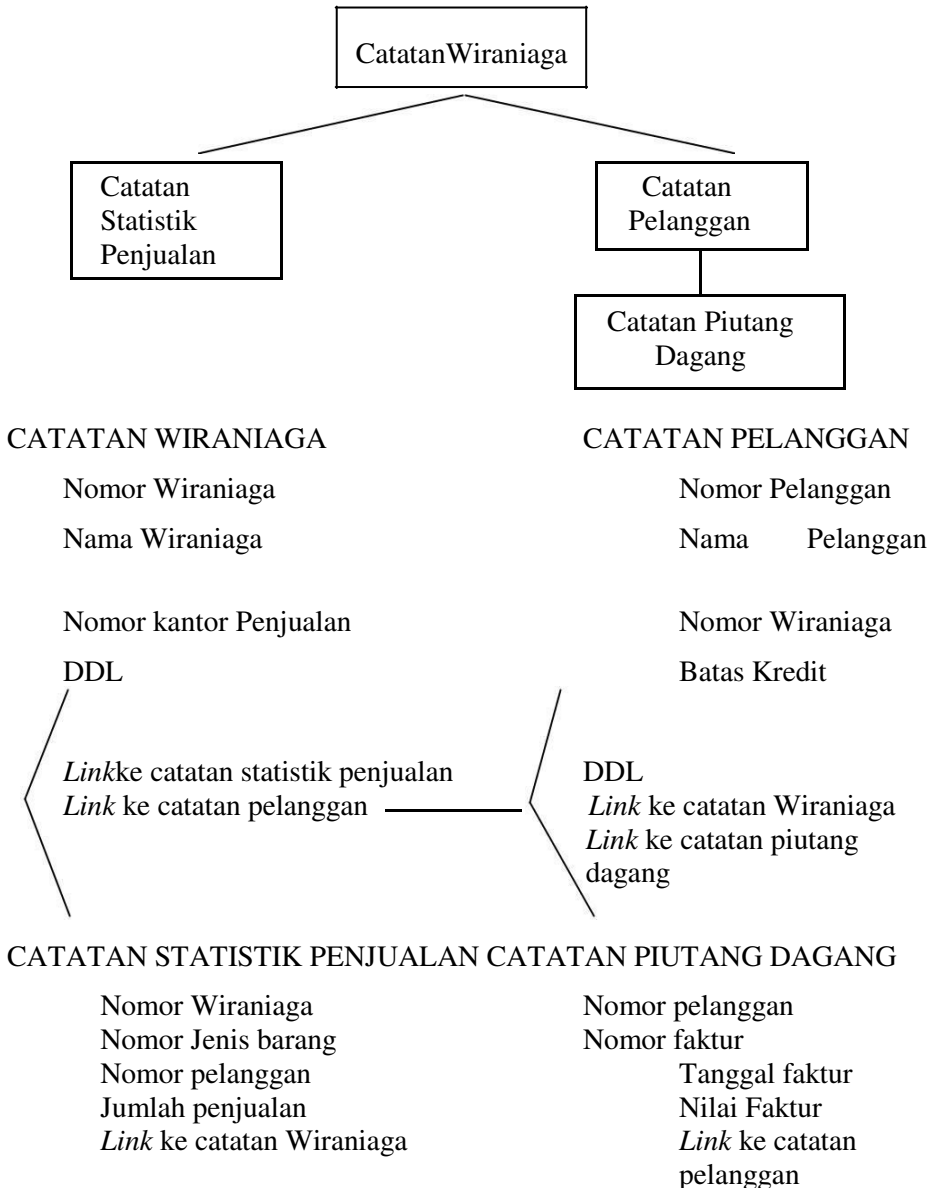 CatatanWiraniaga
Catatan
Statistik
Penjualan
Catatan
Pelanggan
Catatan Piutang
Dagang
CATATAN WIRANIAGA
Nomor Wiraniaga
Nama Wiraniaga
Nomor kantor Penjualan
DDL
Linkke catatan statistik penjualan
Link ke catatan pelanggan
CATATAN PELANGGAN
Nomor Pelanggan
Nama Pelanggan
Nomor Wiraniaga
Batas Kredit
DDL
Link ke catatan Wiraniaga
Link ke catatan piutang
dagang
CATATAN STATISTIK PENJUALAN CATATAN PIUTANG DAGANG
Nomor Wiraniaga
Nomor Jenis barang
Nomor pelanggan
Jumlah penjualan
Link ke catatan Wiraniaga
Nomor pelanggan
Nomor faktur
Tanggal faktur
Nilai Faktur
Link ke catatan
pelanggan